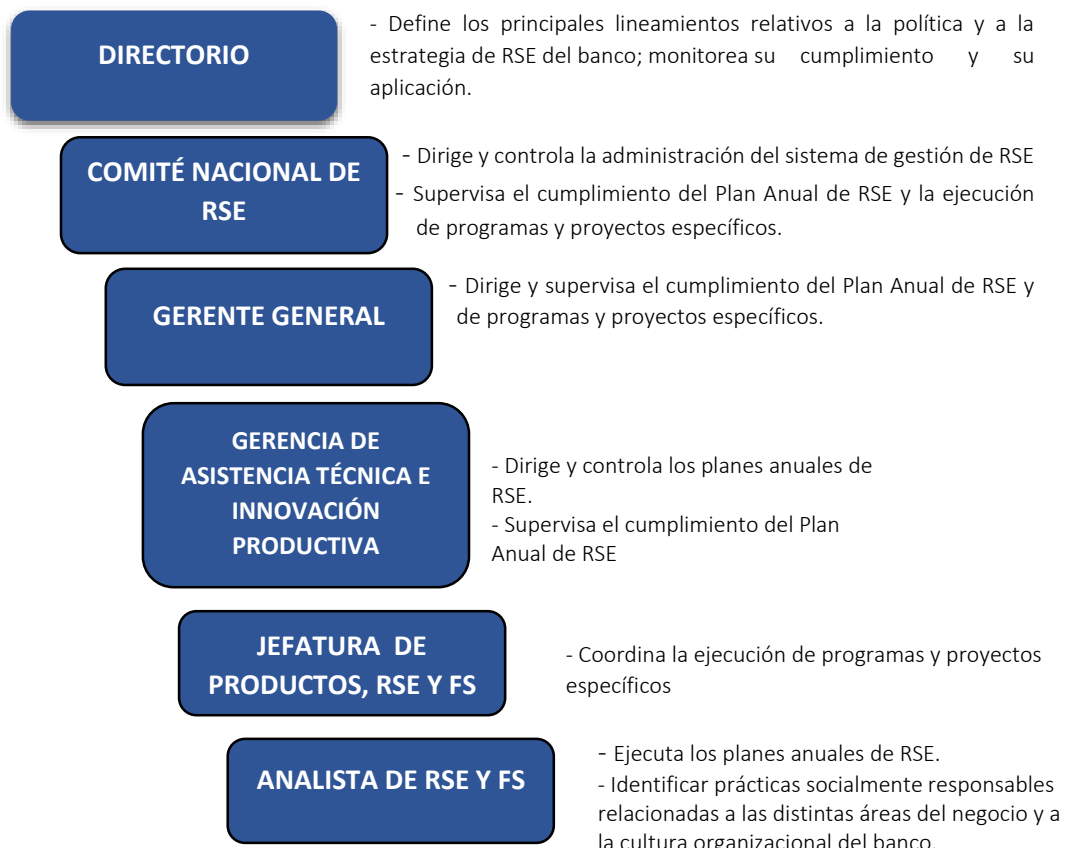 DIRECTORIO
- Define los principales lineamientos relativos a la política y a la
estrategia de RSE del banco; monitorea su cumplimiento y su
aplicación.
COMITÉ NACIONAL DE
RSE
- Dirige y controla la administración del sistema de gestión de RSE
- Supervisa el cumplimiento del Plan Anual de RSE y la ejecución
de programas y proyectos específicos.
GERENTE GENERAL
- Dirige y supervisa el cumplimiento del Plan Anual de RSE y
de programas y proyectos específicos.
GERENCIA DE
ASISTENCIA TÉCNICA E
INNOVACIÓN
PRODUCTIVA
- Dirige y controla los planes anuales de
RSE.
- Supervisa el cumplimiento del Plan
Anual de RSE
JEFATURA DE
PRODUCTOS, RSE Y FS
- Coordina la ejecución de programas y proyectos
específicos
ANALISTA DE RSE Y FS
- Ejecuta los planes anuales de RSE.
- Identificar prácticas socialmente responsables
relacionadas a las distintas áreas del negocio y a
la cultura organizacional del banco.